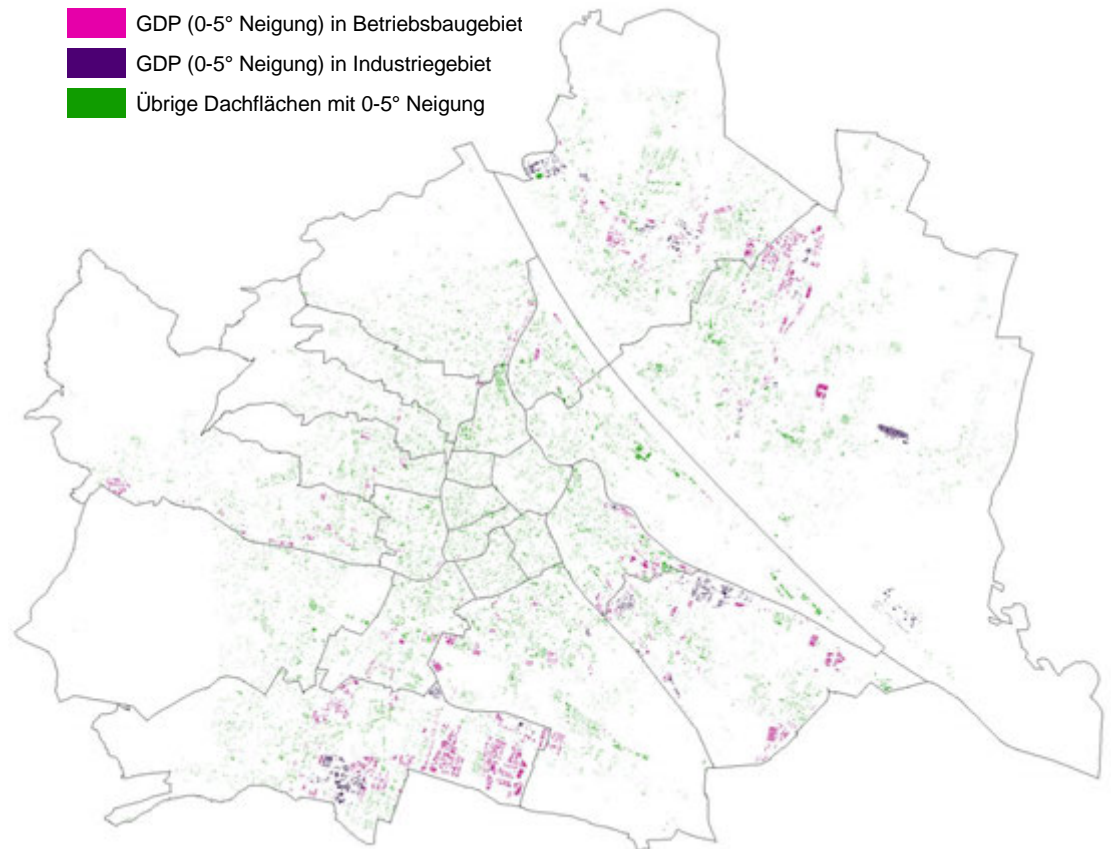 GDP (0-5° Neigung) in Betriebsbaugebiet
GDP (0-5° Neigung) in Industriegebiet
Übrige Dachflächen mit 0-5° Neigung